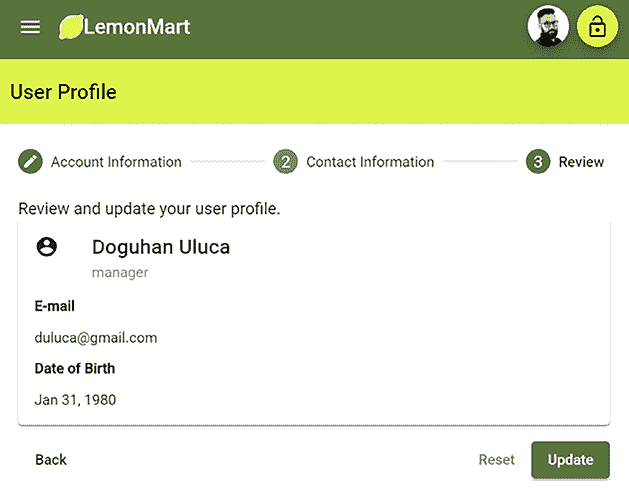 LemonMart
User Profile
Account Information 2 Contact Information 3 Review
Review and update your user profile.
Doguhan Uluca
manager
E-mail
duluca@gmail.com
Date of Birth
Jan 31, 1980
Back Reset Update